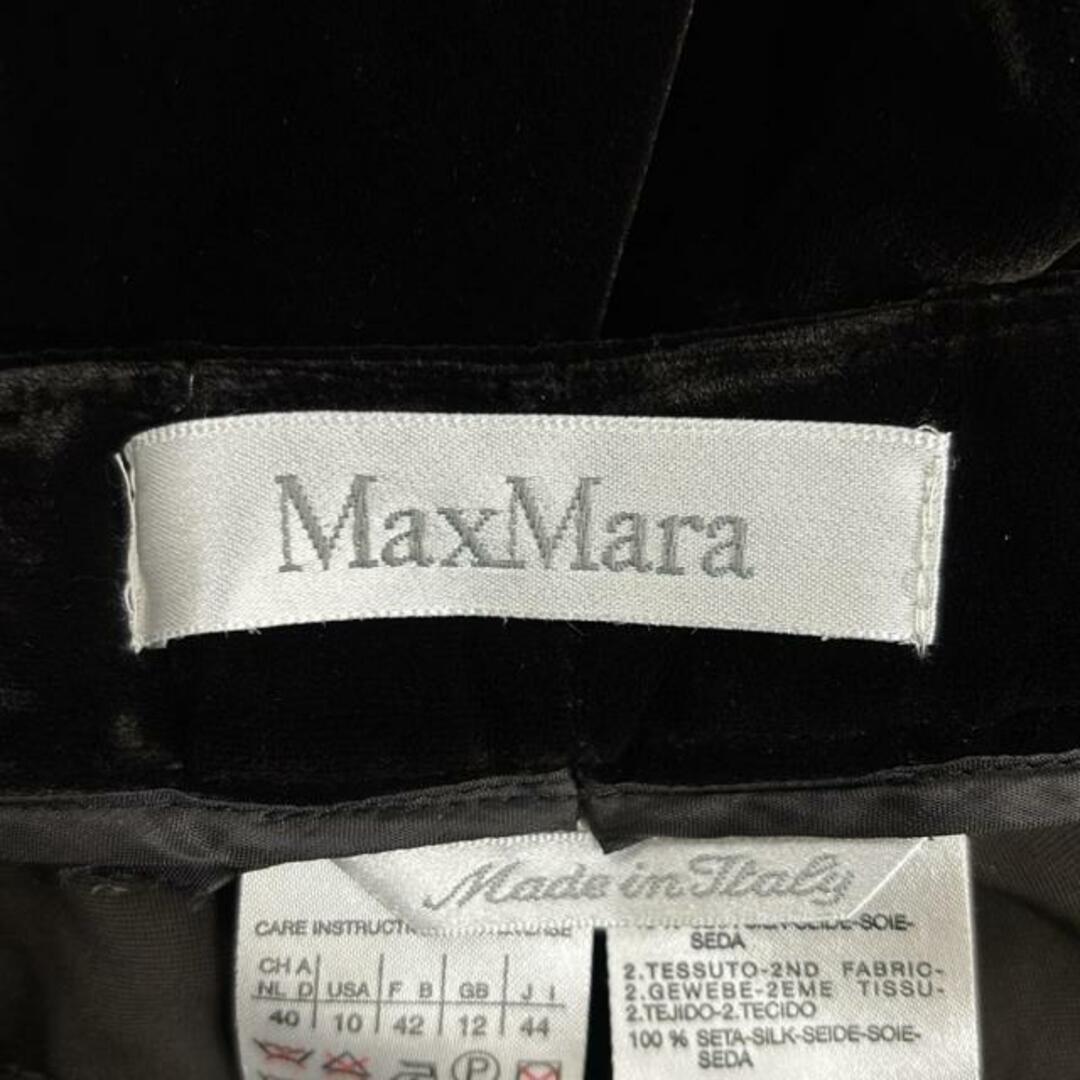 MaxMara
Made in Italy
CARE INSTRUCT
CH A
NL D USA F B GB J I
40 10 42 12 44
SOIE-
SEDA
2.TESSUTO-2ND FABRIC-
2.GEWEBE-2EME TISSU-
2.TEJIDO-2.TECIDO
100 % SETA-SILK-SEIDE-SOIE-
SEDA
P